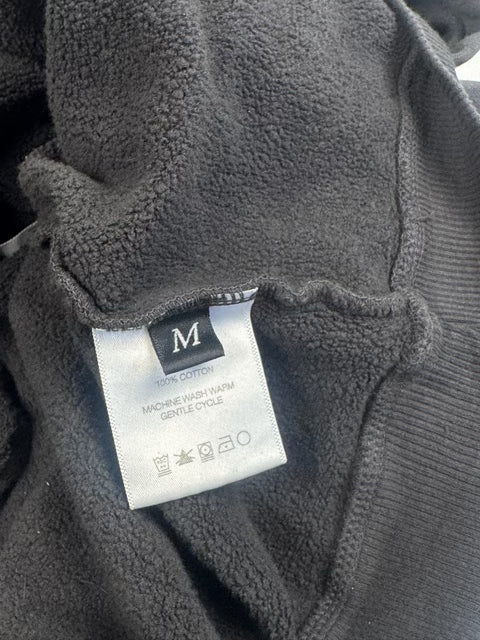 M
100% COTTON
MACHINE WASH WARM
GENTLE CYCLE